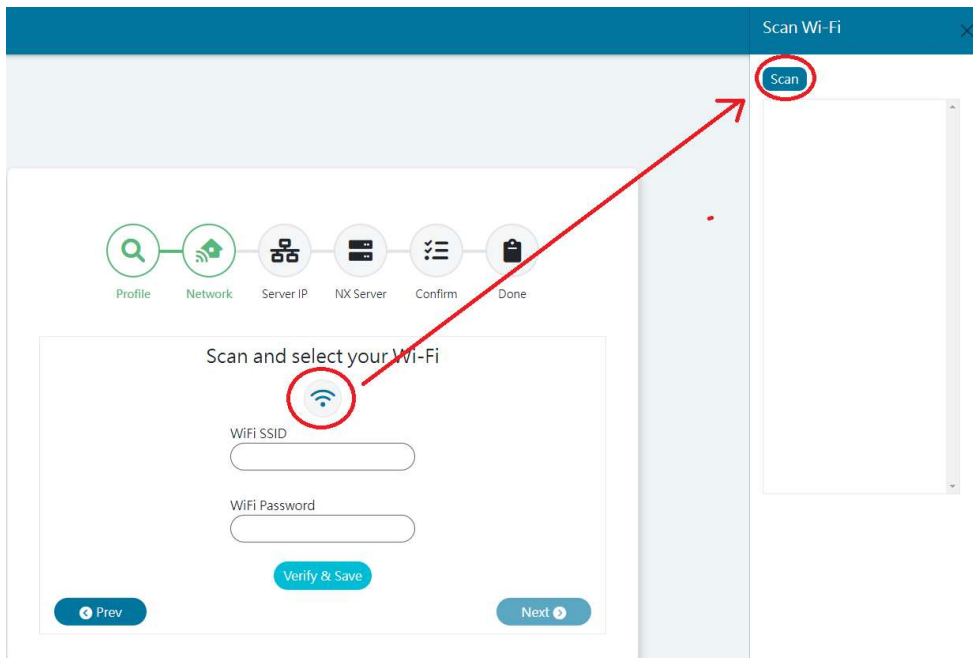 Scan Wi-Fi
Scan
Profile Network Server IP NX Server Confirm Done
Scan and select your Wi-Fi
WiFi SSID
WiFi Password
Verify & Save
Prev Next